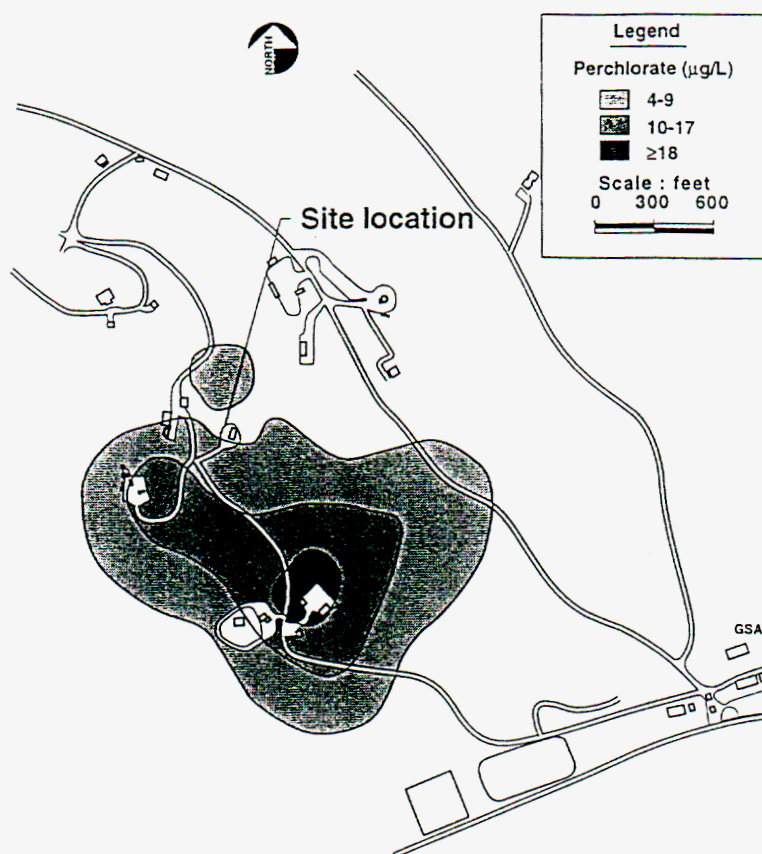 NORTH
Legend
Perchlorate (µg/L)
4-9
10-17
≥18
Scale : feet
0 300 600
Site location
GSA